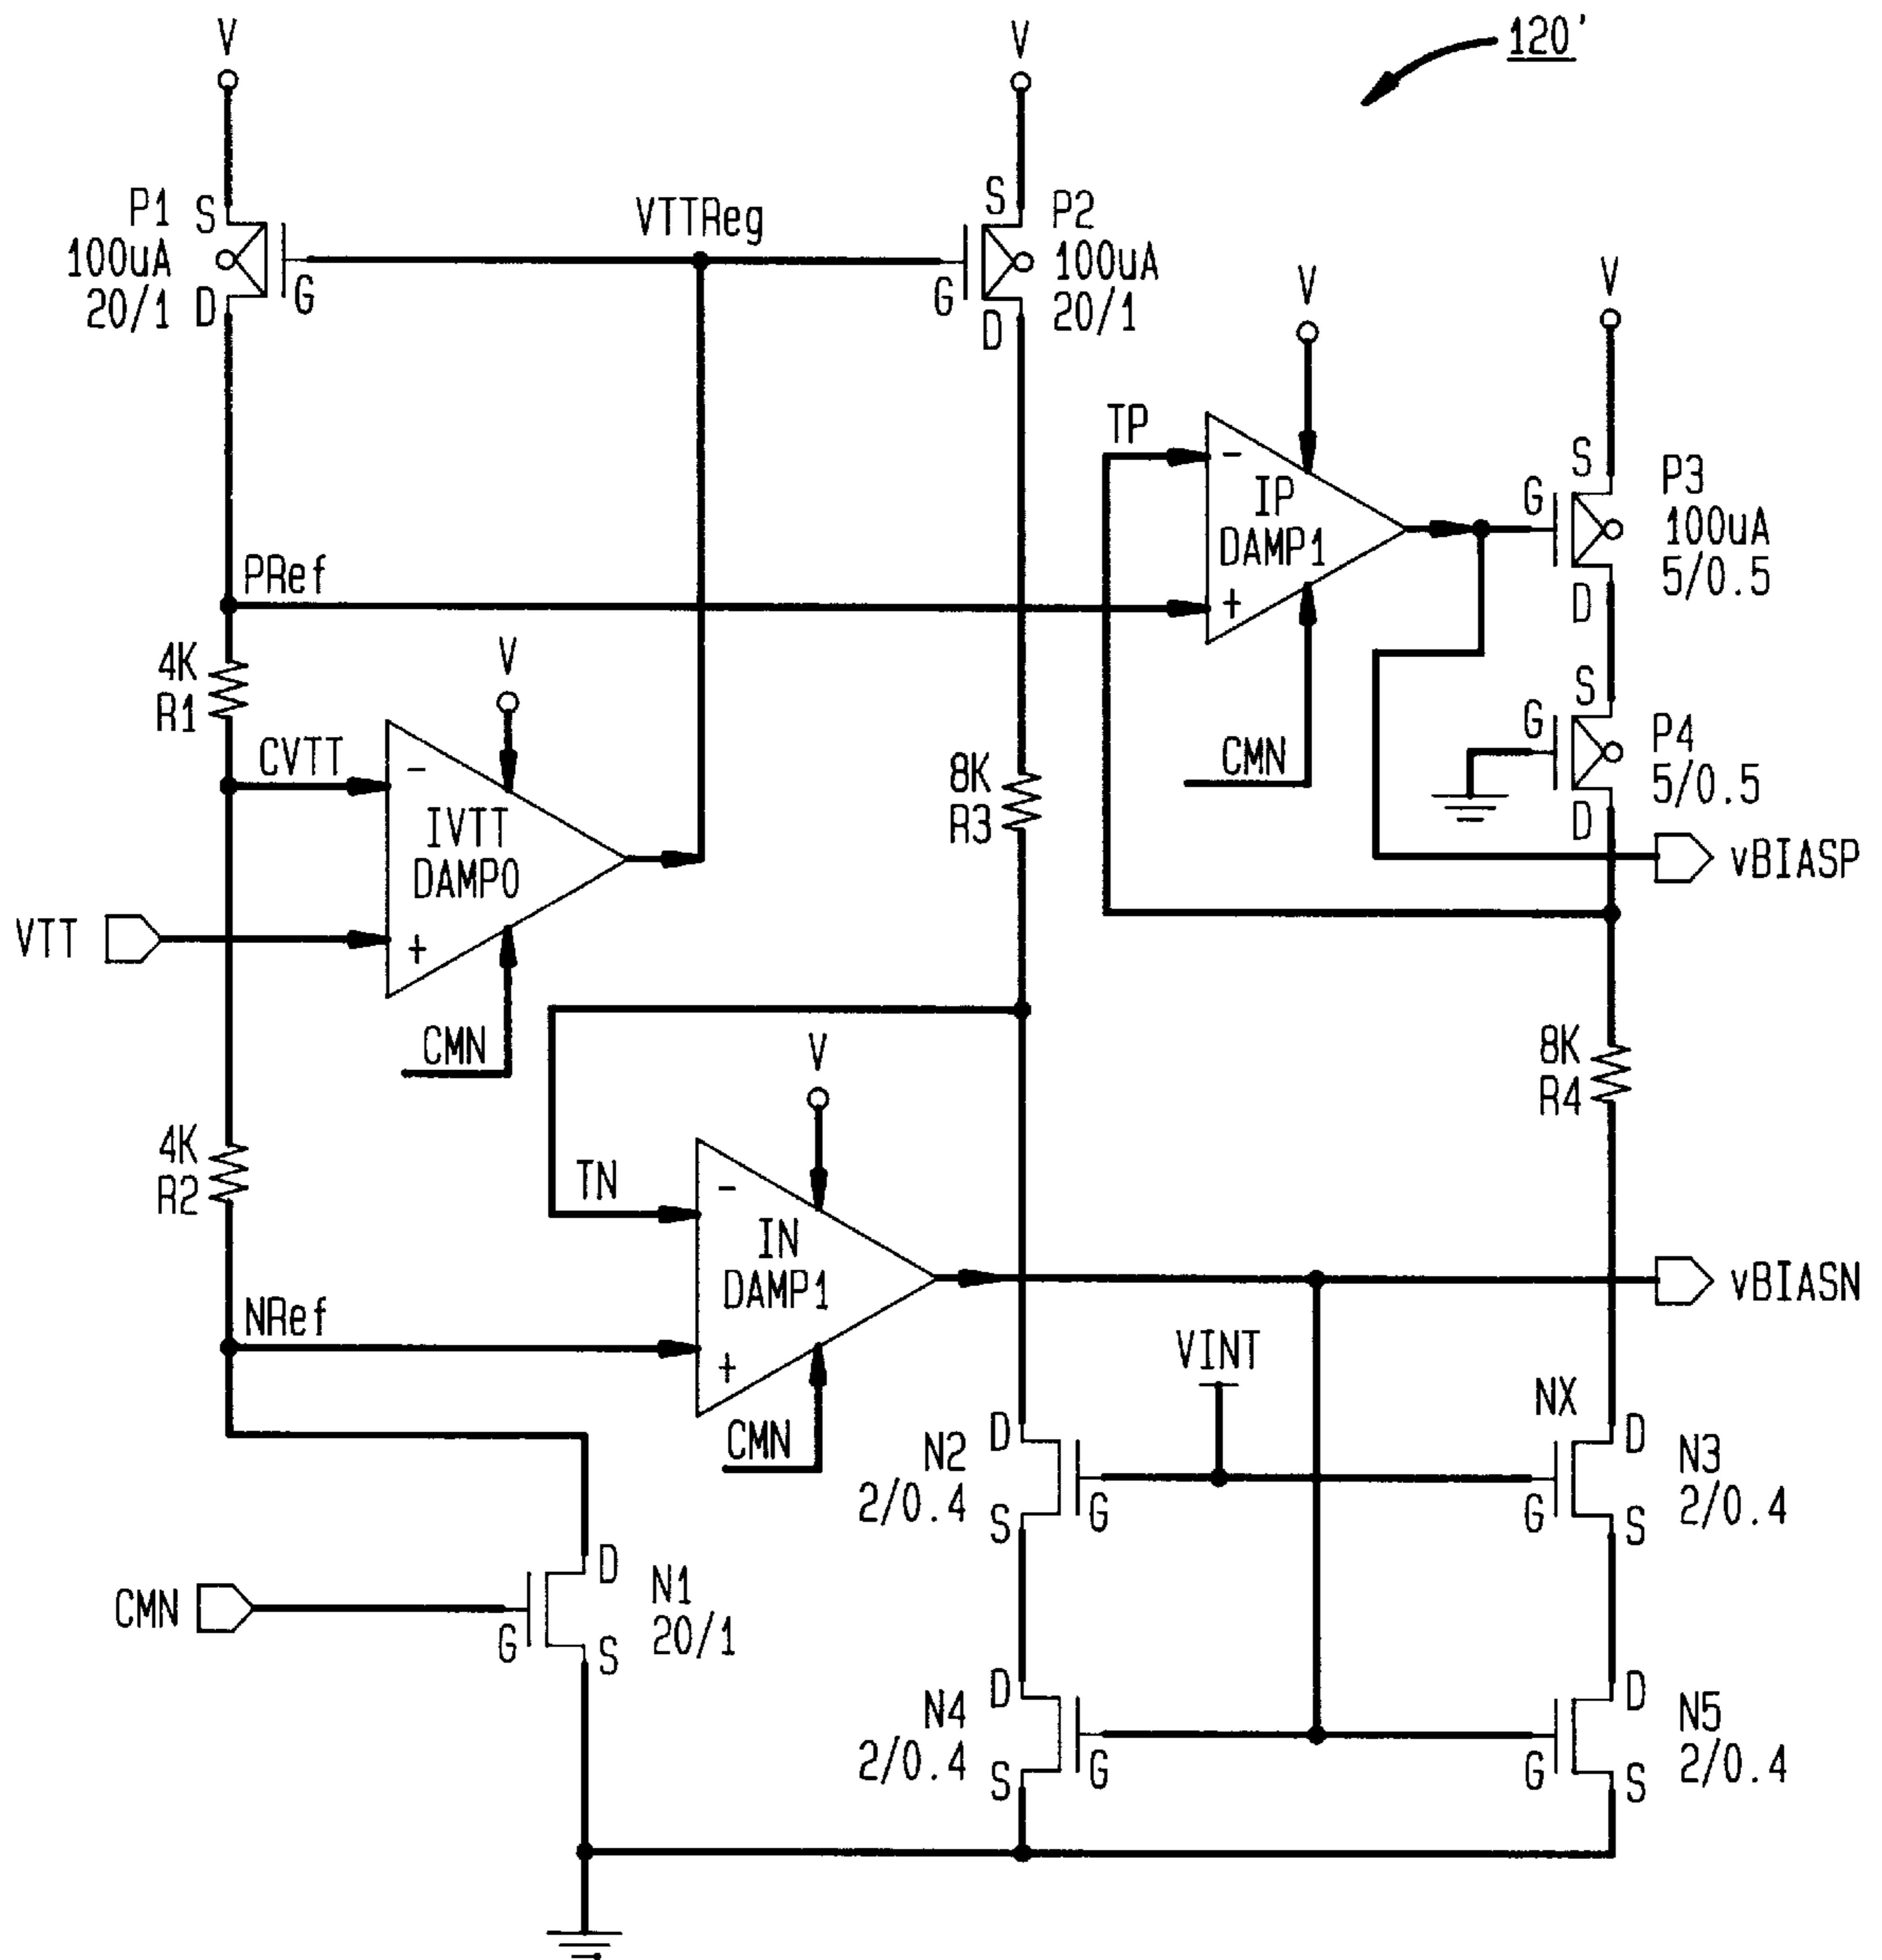 120'
V
V
P1
100uA
20/1
S
G
D
VTTReg
S
G
D
P2
100uA
20/1
V
V
TP
-
IP
DAMP1
+
CMN
G
S
D
P3
100uA
5/0.5
PRef
4K
R1
V
CVTT
-
IVTT
DAMP0
+
VTT
CMN
8K
R3
G
S
D
P4
5/0.5
vBIASP
8K
R4
4K
R2
V
TN
-
IN
DAMP1
+
NRef
CMN
vBIASN
VINT
NX
N2
2/0.4
D
G
S
D
G
S
N3
2/0.4
CMN
G
D
S
N1
20/1
N4
2/0.4
D
G
S
D
G
S
N5
2/0.4